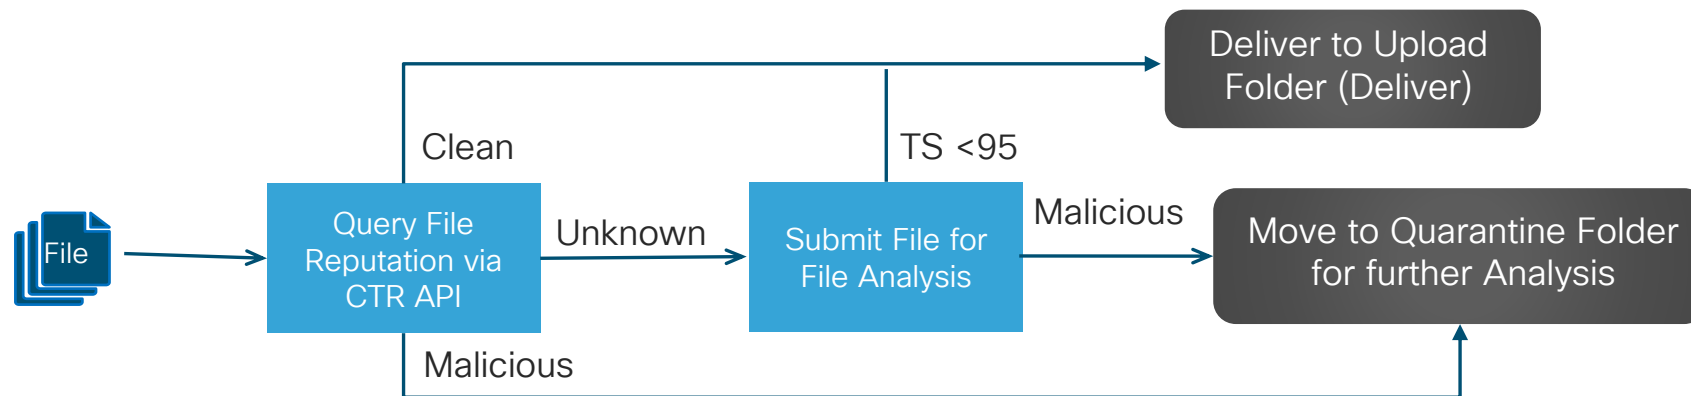 Deliver to Upload
Folder (Deliver)
Clean
TS <95
File
Query File
Reputation via
CTR API
Unknown
Submit File for
File Analysis
Malicious
Move to Quarantine Folder
for further Analysis
Malicious